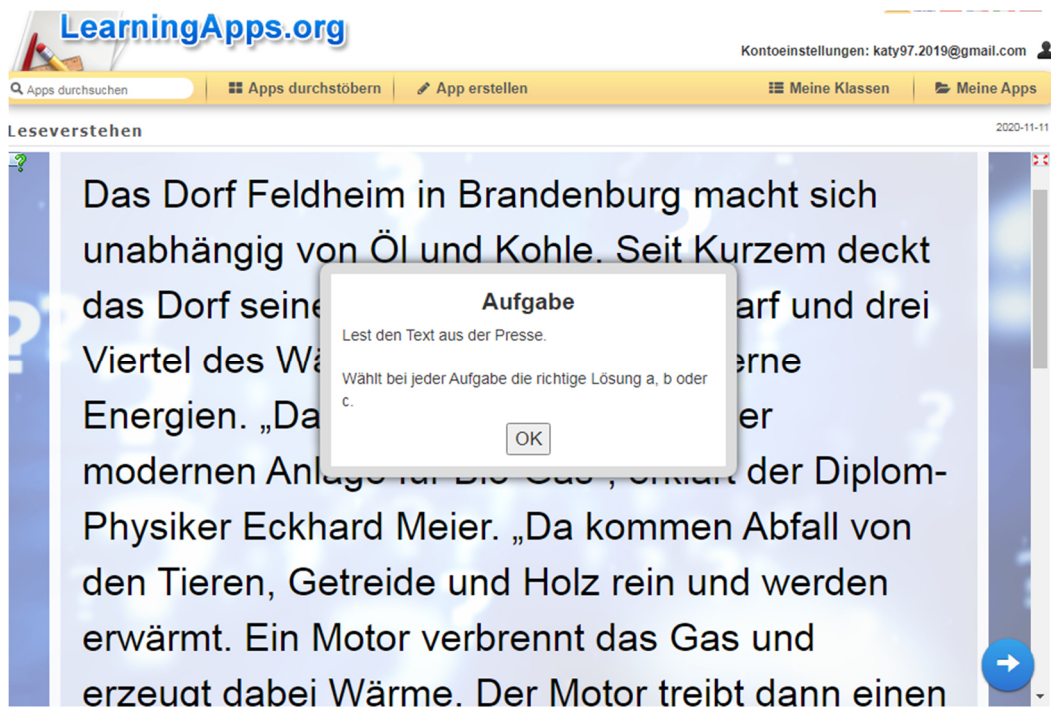 LearningApps.org
Kontoeinstellungen: katy97.2019@gmail.com
Apps durchsuchen Apps durchstöbern App erstellen Meine Klassen Meine Apps
Leseverstehen 2020-11-11
Das Dorf Feldheim in Brandenburg macht sich
unabhängig von Öl und Kohle. Seit Kurzem deckt
das Dorf seine arf und drei
Viertel des Wä erne
Energien. „Da er
modernen Anlage für Bio-Gas“, erklärt der Diplom-
Physiker Eckhard Meier. „Da kommen Abfall von
den Tieren, Getreide und Holz rein und werden
erwärmt. Ein Motor verbrennt das Gas und
erzeugt dabei Wärme. Der Motor treibt dann einen
Aufgabe
Lest den Text aus der Presse.
Wählt bei jeder Aufgabe die richtige Lösung a, b oder
c.
OK